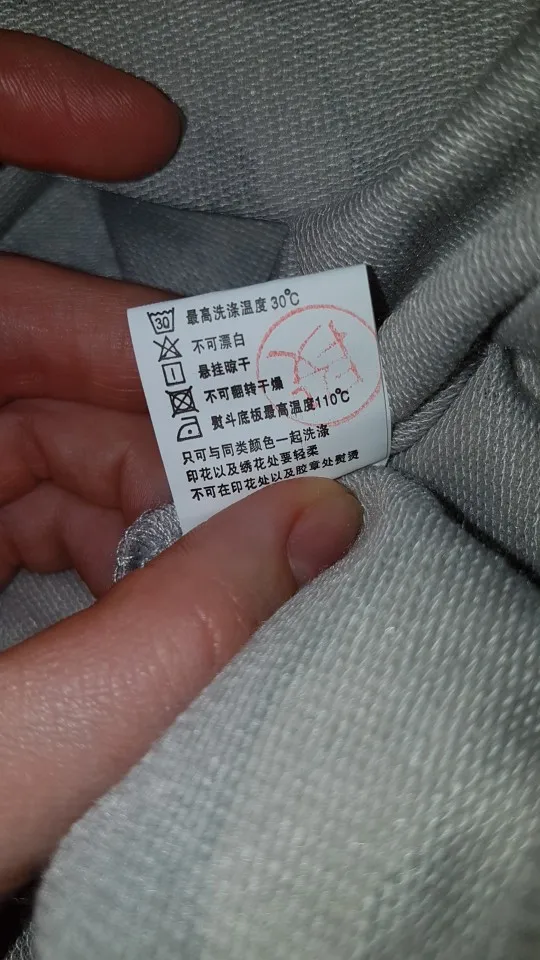 30 最高洗涤温度 30℃
不可漂白
悬挂晾干
不可翻转干燥
熨斗底板最高温度110℃
只可与同类颜色一起洗涤
印花以及绣花处要轻柔
不可在印花处以及胶章处熨烫